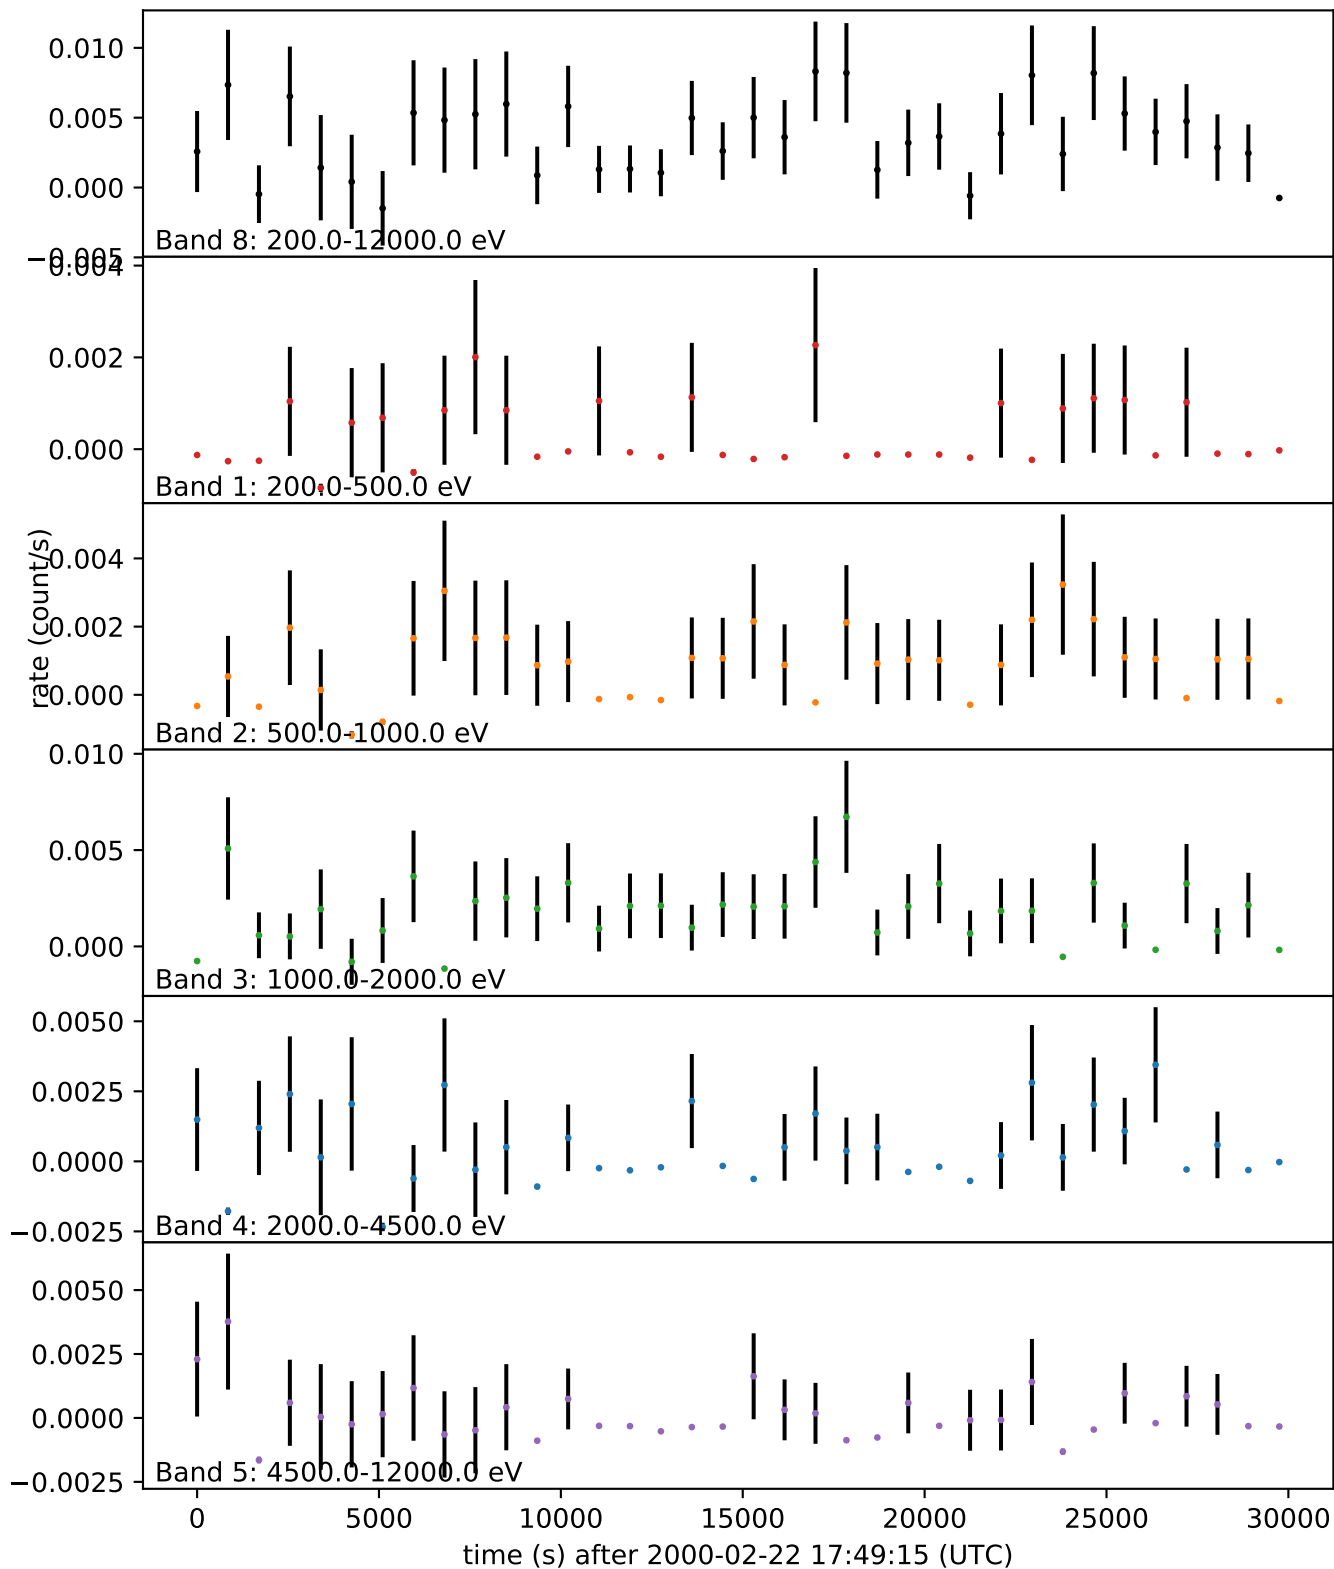 0.010
0.005
0.000
−0.005
Band 8: 200.0-12000.0 eV
0.004
0.002
0.000
Band 1: 200.0-500.0 eV
rate (count/s)
0.004
0.002
0.000
Band 2: 500.0-1000.0 eV
0.010
0.005
0.000
Band 3: 1000.0-2000.0 eV
0.0050
0.0025
0.0000
−0.0025
Band 4: 2000.0-4500.0 eV
0.0050
0.0025
0.0000
−0.0025
Band 5: 4500.0-12000.0 eV
0 5000 10000 15000 20000 25000 30000
time (s) after 2000-02-22 17:49:15 (UTC)